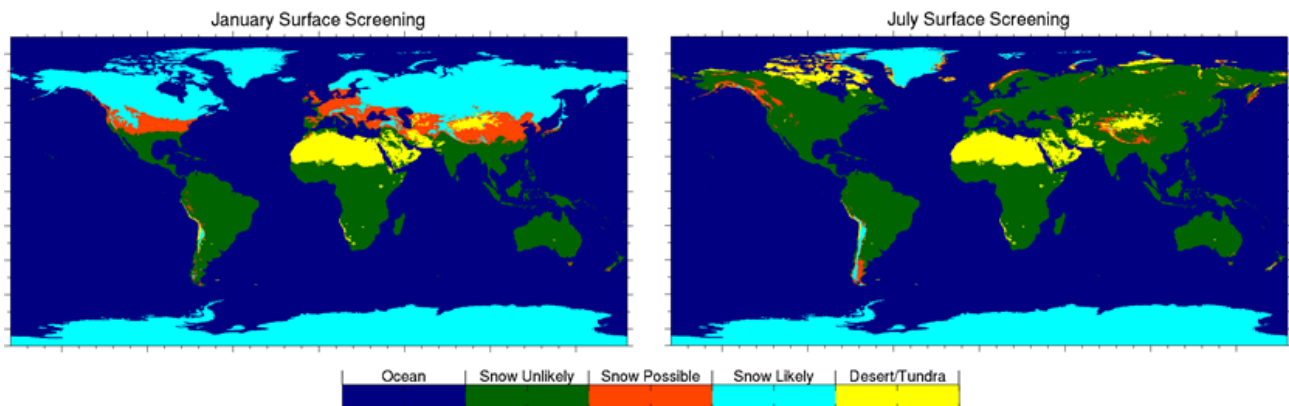 January Surface Screening
July Surface Screening
Ocean
Snow Unlikely
Snow Possible
Snow Likely
Desert/Tundra